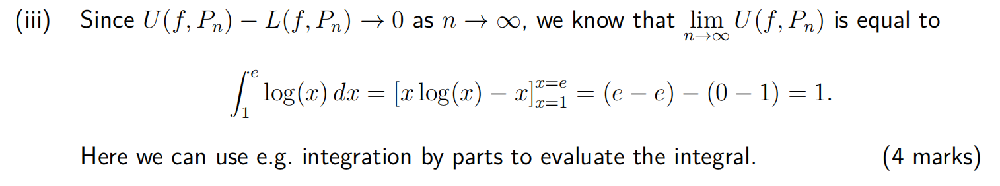 (iii) Since $U(f, P_n) - L(f, P_n) \to 0$ as $n \to \infty$, we know that $\lim_{n \to \infty} U(f, P_n)$ is equal to
$\int_1^e \log(x)\, dx = [x \log(x) - x]_{x=1}^{x=e} = (e - e) - (0 - 1) = 1.$
Here we can use e.g. integration by parts to evaluate the integral. (4 marks)